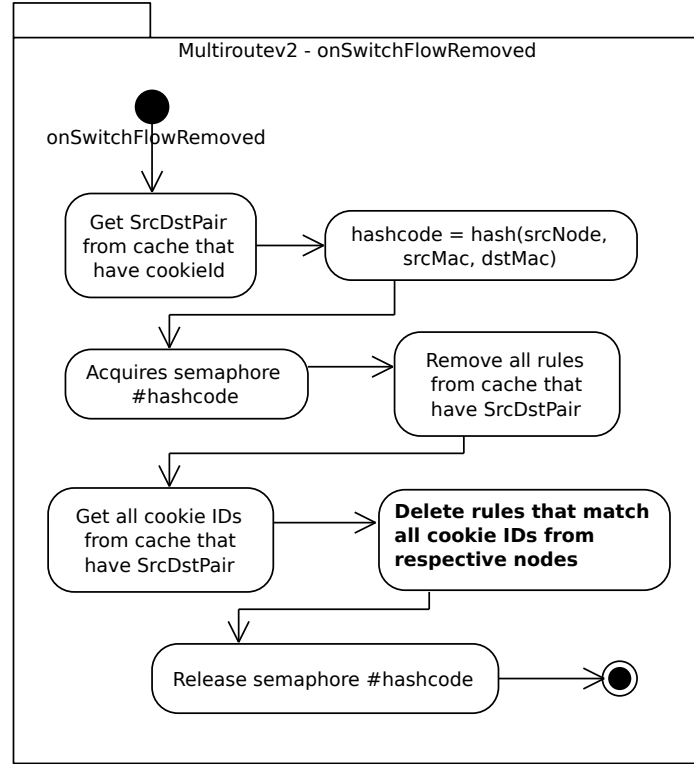 Multiroutev2 - onSwitchFlowRemoved
onSwitchFlowRemoved
Get SrcDstPair
from cache that
have cookieId
hashcode = hash(srcNode,
srcMac, dstMac)
Acquires semaphore
#hashcode
Remove all rules
from cache that
have SrcDstPair
Get all cookie IDs
from cache that
have SrcDstPair
Delete rules that match
all cookie IDs from
respective nodes
Release semaphore #hashcode